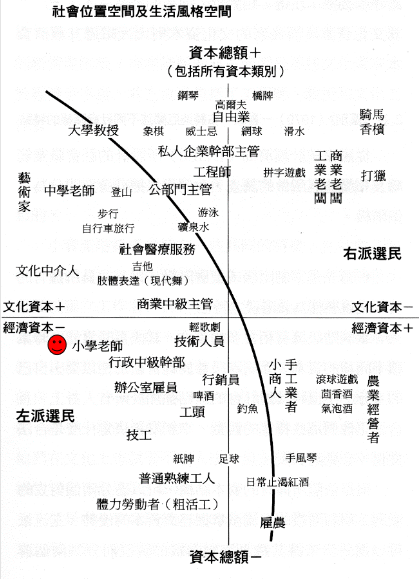 社會位置空間及生活風格空間
資本總額＋
（包括所有資本類別）
鋼琴 橋牌
高爾夫
自由業
大學教授 象棋 威士忌 網球 滑水
騎馬
香檳
私人企業幹部主管
商業老闆
工業老闆
工程師
拼字遊戲
打獵
藝術家
中學老師 登山 公部門主管
步行
自行車旅行
游泳
礦泉水
右派選民
社會醫療服務
吉他
文化中介人
肢體表達（現代舞）
商業中級主管
文化資本＋
經濟資本－
文化資本－
經濟資本＋
輕歌劇
小學老師
技術人員
行政中級幹部
小商人
手工業者
行銷員
辦公室雇員
啤酒
滾球遊戲
茴香酒
氣泡酒
農業經營者
左派選民
工頭
釣魚
技工
紙牌 足球 手風琴
普通熟練工人
日常止渴紅酒
體力勞動者（粗活工）
雇農
資本總額－